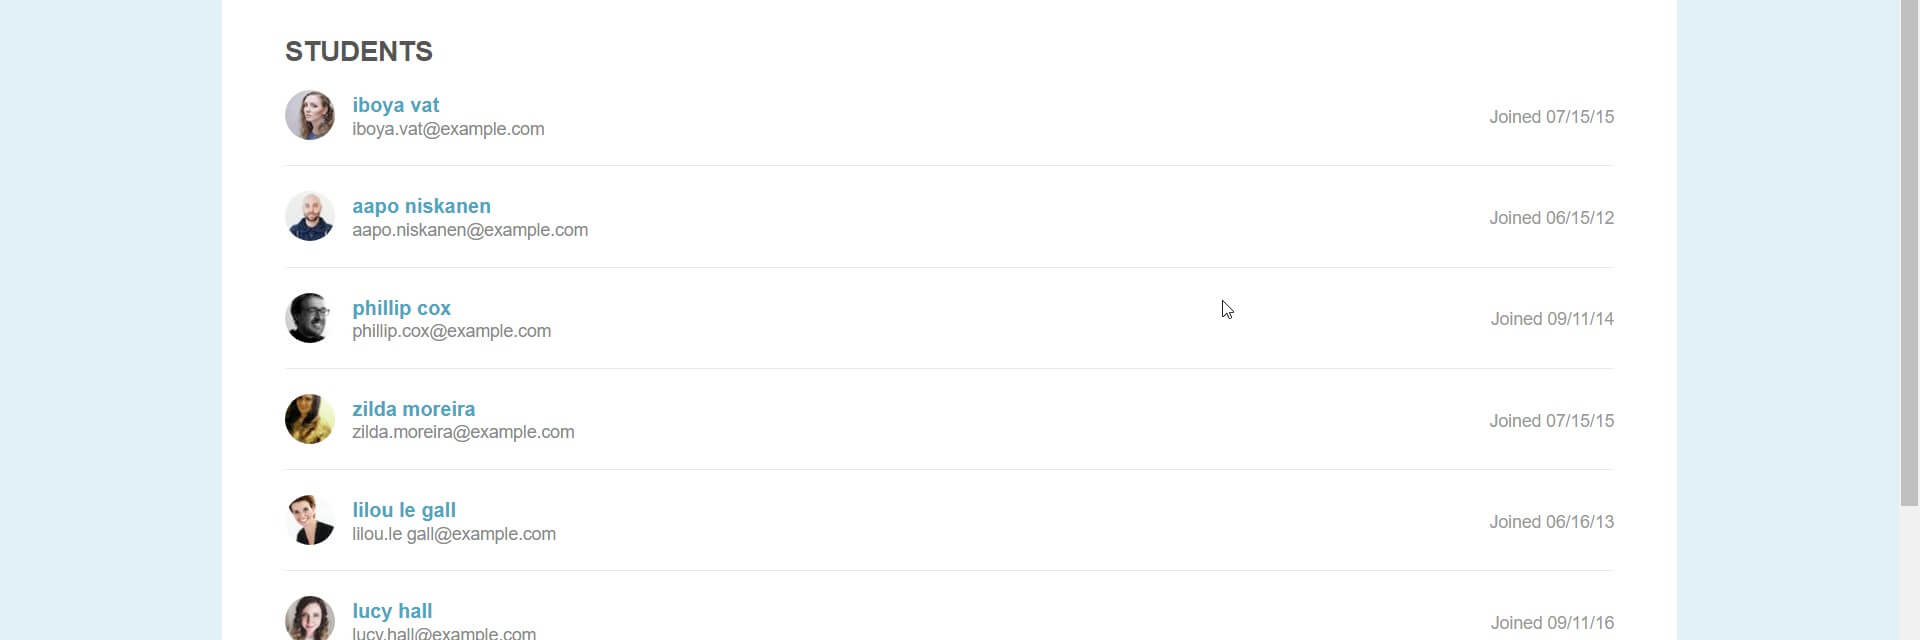 STUDENTS
iboya vat
iboya.vat@example.com
Joined 07/15/15
aapo niskanen
aapo.niskanen@example.com
Joined 06/15/12
phillip cox
phillip.cox@example.com
Joined 09/11/14
zilda moreira
zilda.moreira@example.com
Joined 07/15/15
lilou le gall
lilou.le gall@example.com
Joined 06/16/13
lucy hall
lucy.hall@example.com
Joined 09/11/16